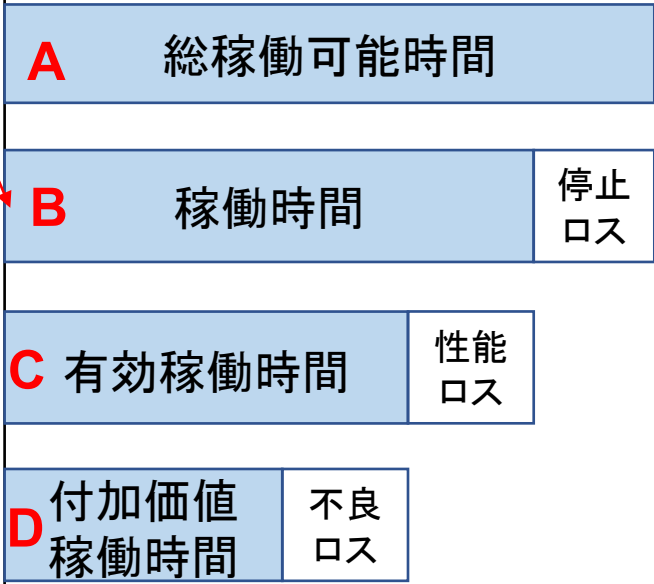 A 総稼働可能時間
B 稼働時間
停止
ロス
C 有効稼働時間
性能
ロス
D 付加価値
稼働時間
不良
ロス